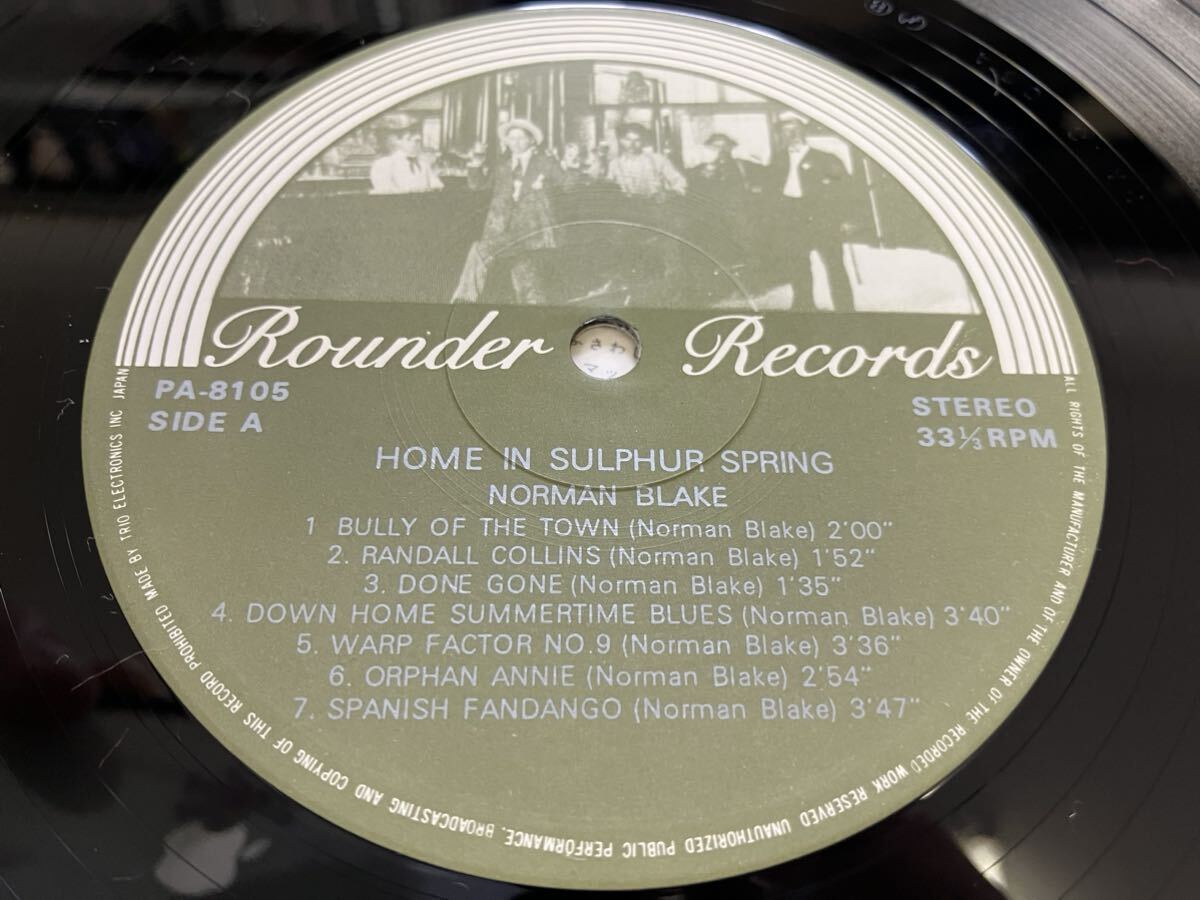 Rounder Records
PA-8105
SIDE A
STEREO
33⅓ RPM
HOME IN SULPHUR SPRING
NORMAN BLAKE
1 BULLY OF THE TOWN (Norman Blake) 2'00"
2. RANDALL COLLINS (Norman Blake) 1'52"
3. DONE GONE (Norman Blake) 1'35"
4. DOWN HOME SUMMERTIME BLUES (Norman Blake) 3'40"
5. WARP FACTOR NO.9 (Norman Blake) 3'36"
6. ORPHAN ANNIE (Norman Blake) 2'54"
7. SPANISH FANDANGO (Norman Blake) 3'47"
ALL RIGHTS OF THE MANUFACTURER AND OF THE OWNER OF THE RECORDED WORK RESERVED UNAUTHORIZED PUBLIC PERFORMANCE. BROADCASTING AND COPYING OF THIS RECORD PROHIBITED MADE BY TRIO ELECTRONICS INC JAPAN